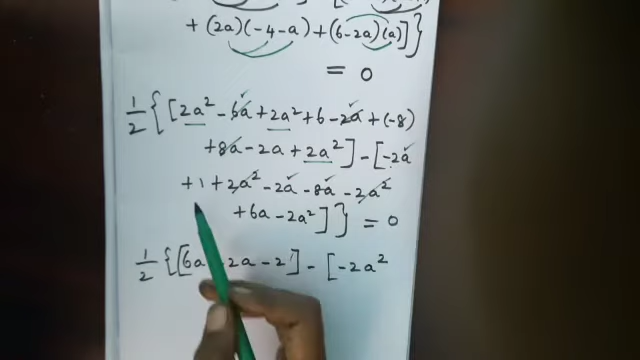 + (2a)(-4-a)+(6-2a)(a)]}
= 0
1/2 {[2a² - 6a + 2a² + 6 - 2a + (-8)
+ 8a - 2a + 2a²] - [-2a
+ 1 + 2a² - 2a - 8a - 2a²
+ 6a - 2a²]} = 0
1/2 {[6a 2a - 2] - [-2a²